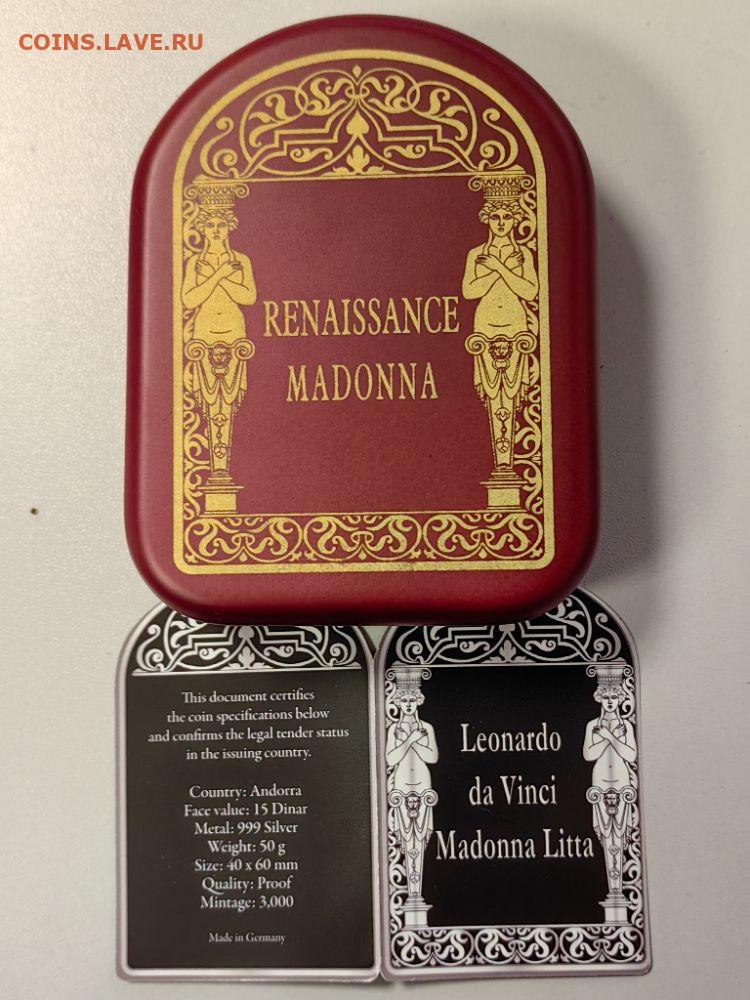 COINS.LAVE.RU
RENAISSANCE
MADONNA
This document certifies
the coin specifications below
and confirms the legal tender status
in the issuing country.
Country: Andorra
Face value: 15 Dinar
Metal: 999 Silver
Weight: 50 g
Size: 40 x 60 mm
Quality: Proof
Mintage: 3,000
Made in Germany
Leonardo
da Vinci
Madonna Litta